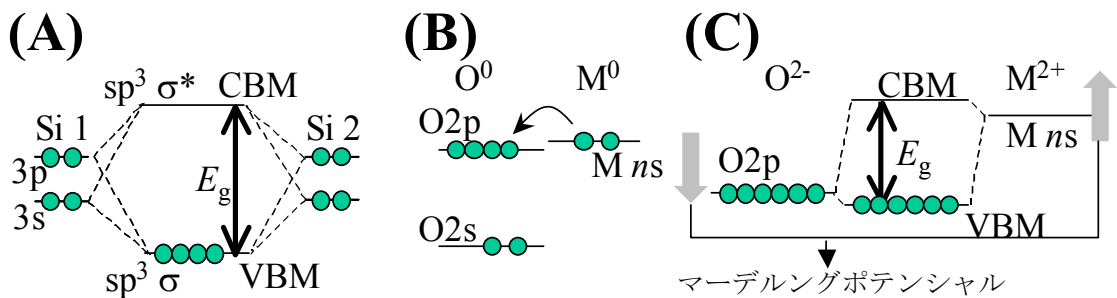 (A)
sp³ σ* CBM
Si 1
Si 2
3p
3s
Eg
sp³ σ
VBM
(B)
O⁰ M⁰
O2p
M ns
O2s
(C)
O²⁻
CBM
M²⁺
M ns
O2p
Eg
VBM
マーデルングポテンシャル